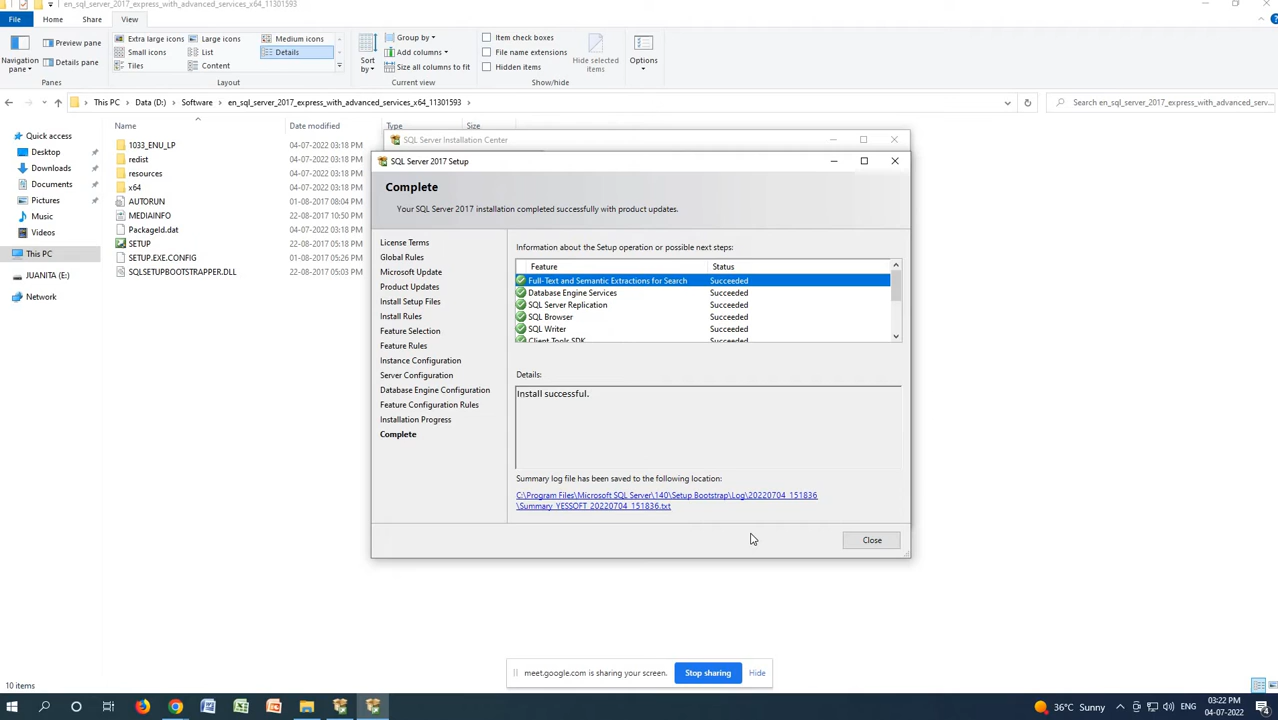 en_sql_server_2017_express_with_advanced_services_x64_11301593
File Home Share View
Navigation pane
Preview pane
Details pane
Panes
Extra large icons Large icons Medium icons
Small icons List Details
Tiles Content
Layout
Sort by
Group by
Add columns
Size all columns to fit
Current view
Item check boxes
File name extensions
Hidden items
Hide selected items
Show/hide
Options
This PC Data (D:) Software en_sql_server_2017_express_with_advanced_services_x64_11301593
Search en_sql_server_2017_express_with_advanced_serv...
Quick access
Desktop
Downloads
Documents
Pictures
Music
Videos
This PC
JUANITA (E:)
Network
Name Date modified Type Size
1033_ENU_LP 04-07-2022 03:18 PM
redist 04-07-2022 03:18 PM
resources 04-07-2022 03:18 PM
x64 04-07-2022 03:18 PM
AUTORUN 01-08-2017 08:04 PM
MEDIAINFO 22-08-2017 10:50 PM
PackageId.dat 04-07-2022 03:18 PM
SETUP 22-08-2017 05:18 PM
SETUP.EXE.CONFIG 01-08-2017 05:26 PM
SQLSETUPBOOTSTRAPPER.DLL 22-08-2017 05:03 PM
SQL Server Installation Center
SQL Server 2017 Setup
Complete
Your SQL Server 2017 installation completed successfully with product updates.
License Terms
Global Rules
Microsoft Update
Product Updates
Install Setup Files
Install Rules
Feature Selection
Feature Rules
Instance Configuration
Server Configuration
Database Engine Configuration
Feature Configuration Rules
Installation Progress
Complete
Information about the Setup operation or possible next steps:
Feature Status
Full-Text and Semantic Extractions for Search Succeeded
Database Engine Services Succeeded
SQL Server Replication Succeeded
SQL Browser Succeeded
SQL Writer Succeeded
Client Tools SDK Succeeded
Details:
Install successful.
Summary log file has been saved to the following location:
C:\Program Files\Microsoft SQL Server\140\Setup Bootstrap\Log\20220704_151836
\Summary_YESSOFT_20220704_151836.txt
Close
meet.google.com is sharing your screen. Stop sharing Hide
10 items
36°C Sunny ENG 03:22 PM
04-07-2022
4